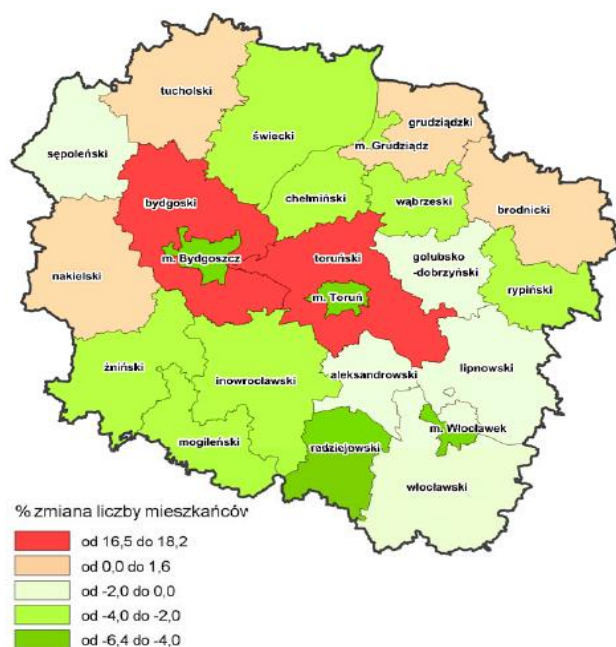 tucholski
sępoleński
świecki
grudziądzki
m. Grudziądz
chełmiński
wąbrzeski
brodnicki
bydgoski
m. Bydgoszcz
toruński
m. Toruń
golubsko
-dobrzyński
rypiński
nakielski
żniński
inowrocławski
aleksandrowski
lipnowski
mogileński
radziejowski
m. Włocławek
włocławski
% zmiana liczby mieszkańców
od 16,5 do 18,2
od 0,0 do 1,6
od -2,0 do 0,0
od -4,0 do -2,0
od -6,4 do -4,0